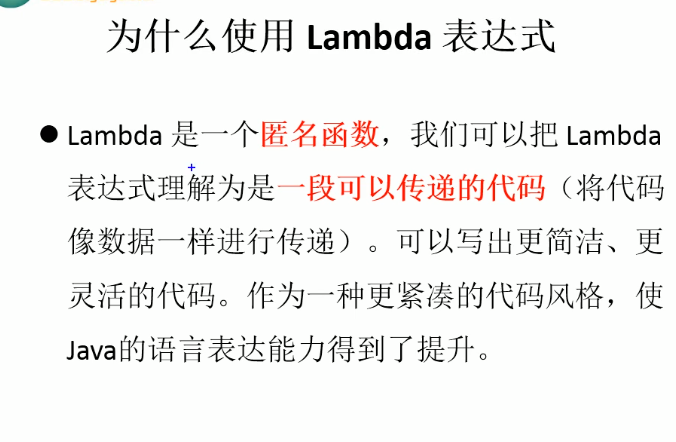 为什么使用 Lambda 表达式
● Lambda 是一个匿名函数，我们可以把 Lambda
表达式理解为是一段可以传递的代码（将代码
像数据一样进行传递）。可以写出更简洁、更
灵活的代码。作为一种更紧凑的代码风格，使
Java的语言表达能力得到了提升。